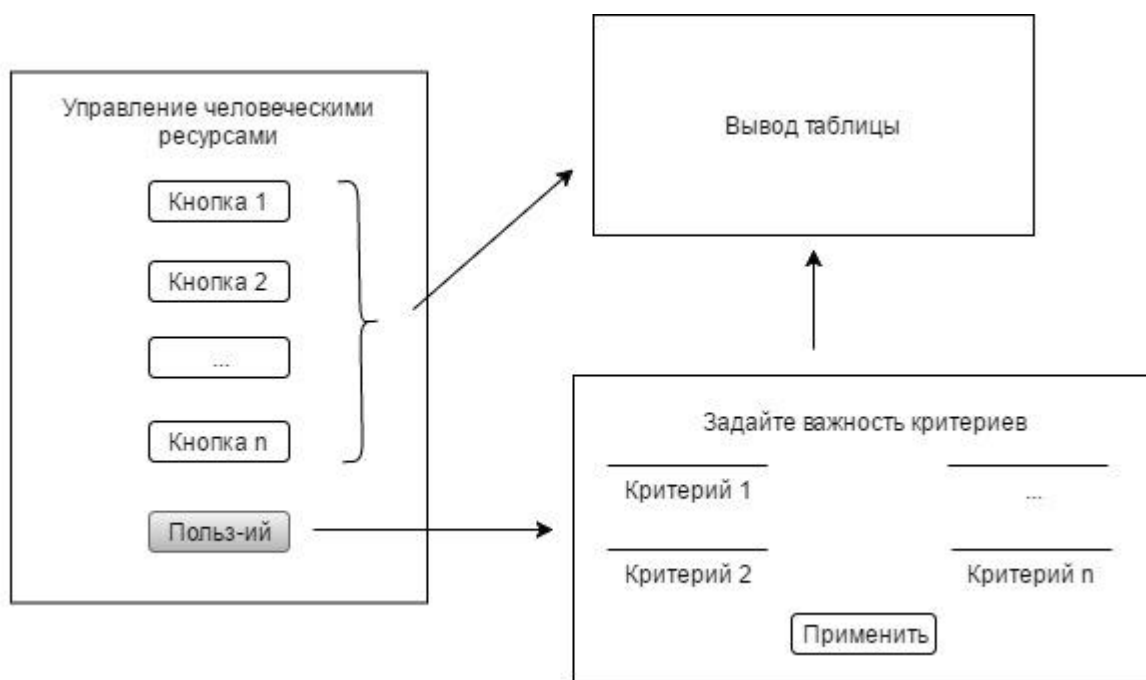 Управление человеческими
ресурсами
Кнопка 1
Кнопка 2
...
Кнопка n
Польз-ий
Вывод таблицы
Задайте важность критериев
Критерий 1
...
Критерий 2
Критерий n
Применить